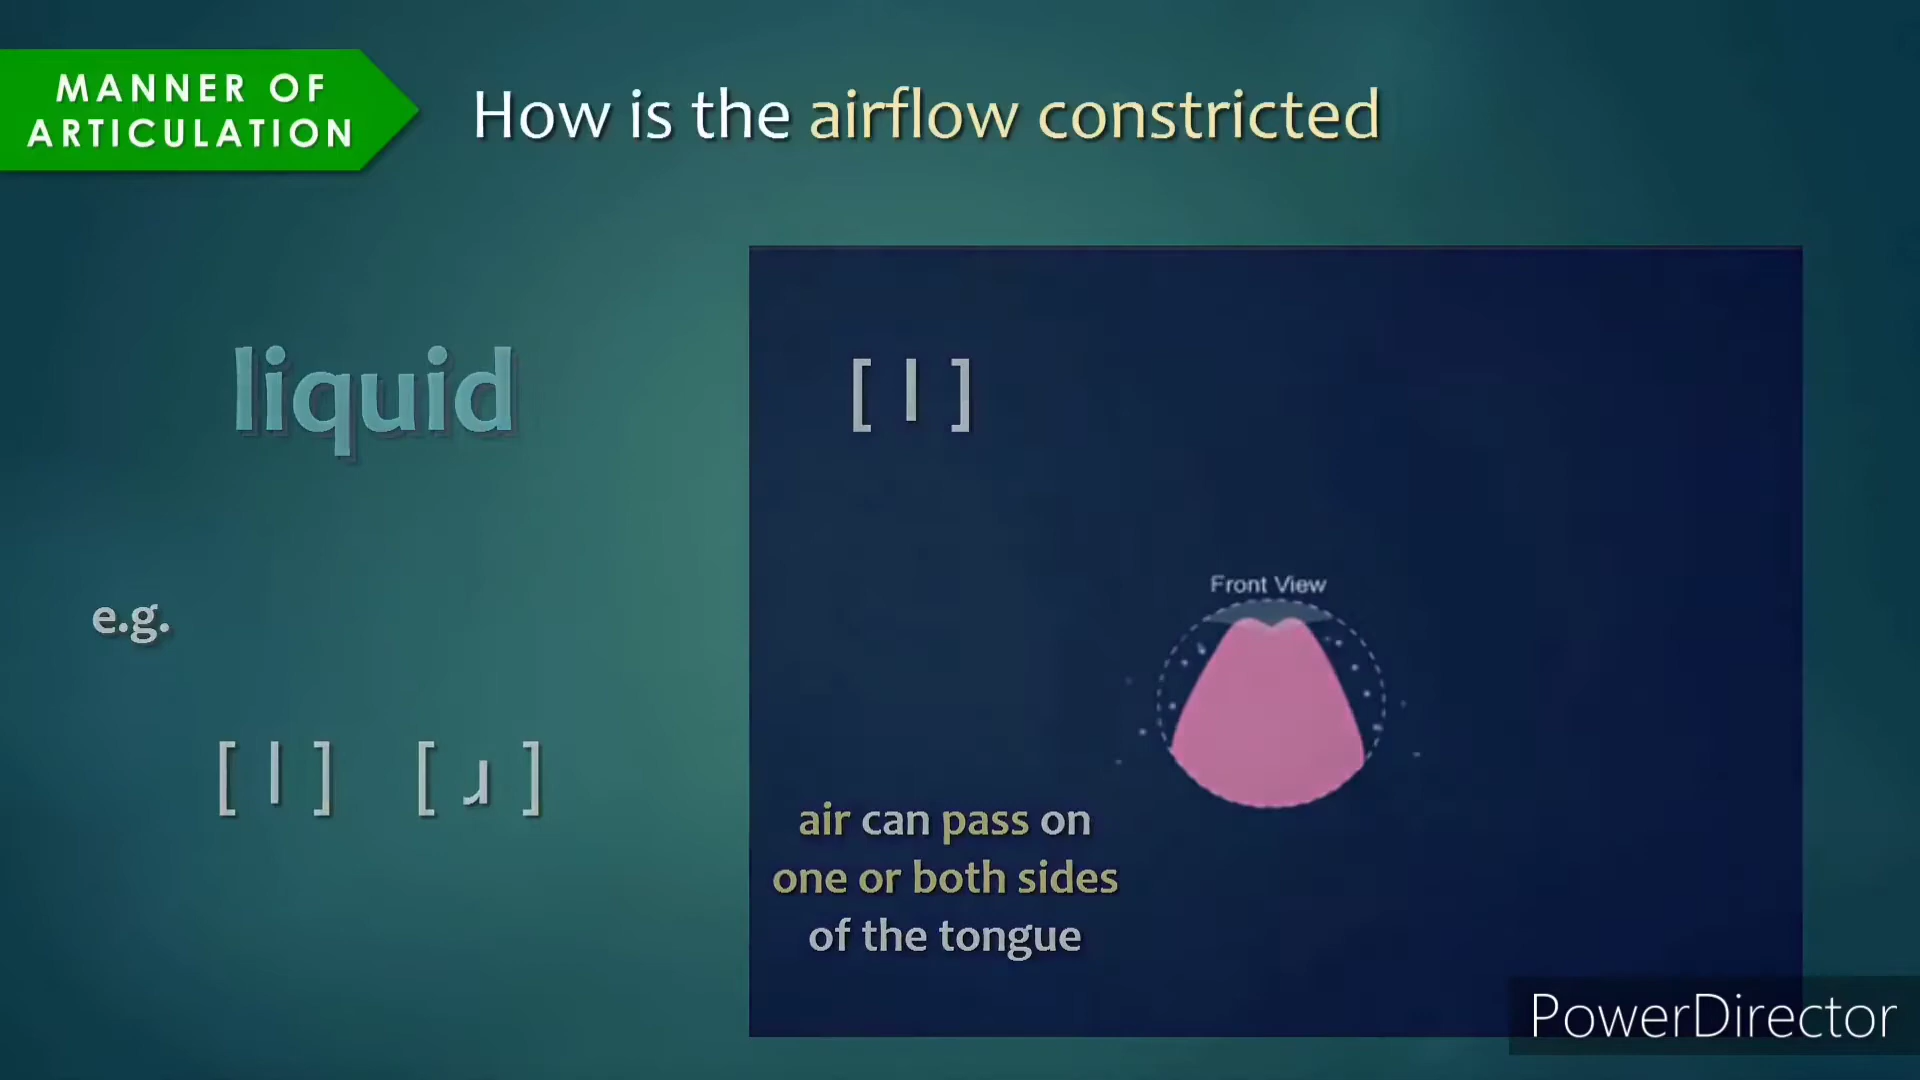 MANNER OF
ARTICULATION
How is the airflow constricted
liquid
e.g.
[ l ] [ ɹ ]
[ l ]
Front View
air can pass on
one or both sides
of the tongue
PowerDirector